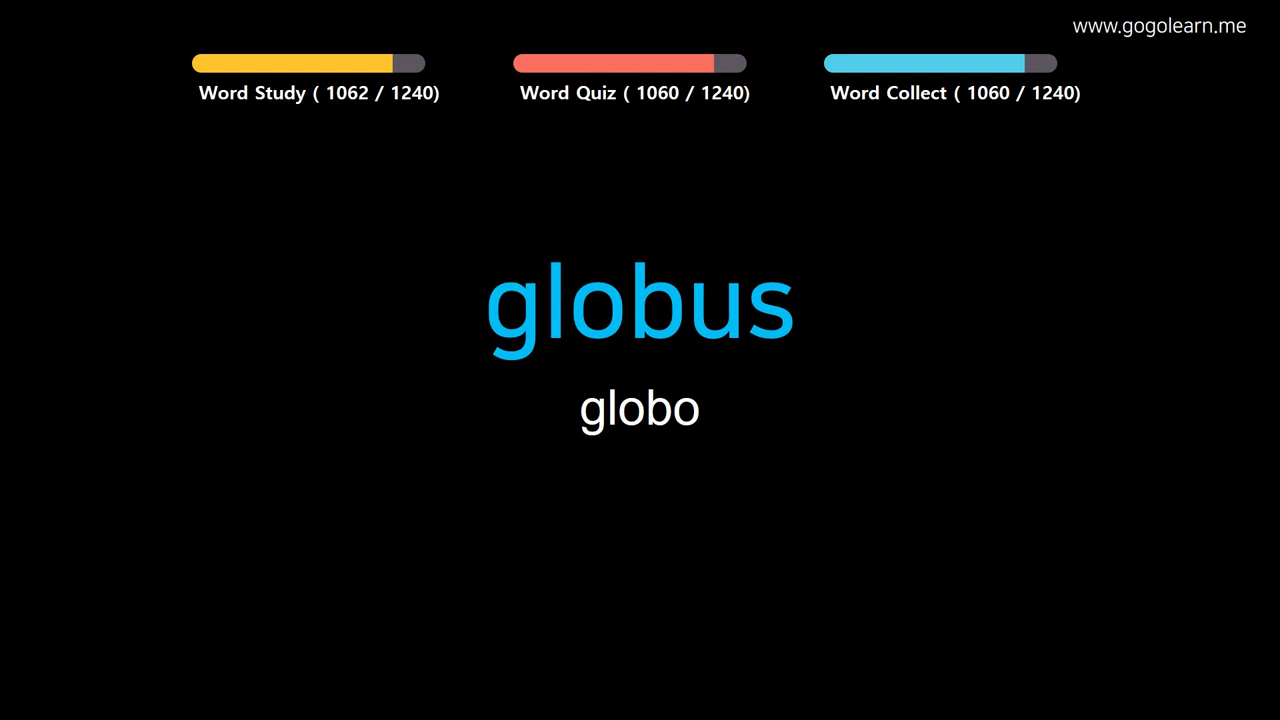 www.gogolearn.me
Word Study ( 1062 / 1240)
Word Quiz ( 1060 / 1240)
Word Collect ( 1060 / 1240)
globus
globo